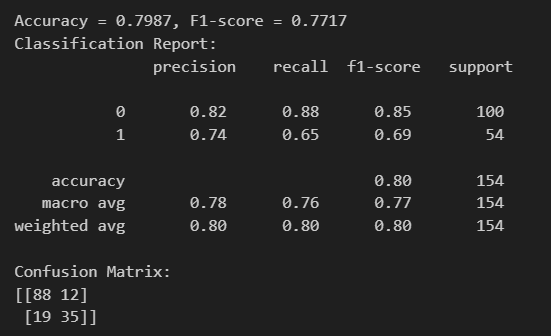 Accuracy = 0.7987, F1-score = 0.7717
Classification Report:
              precision    recall  f1-score   support

           0       0.82      0.88      0.85       100
           1       0.74      0.65      0.69        54

    accuracy                           0.80       154
   macro avg       0.78      0.76      0.77       154
weighted avg       0.80      0.80      0.80       154

Confusion Matrix:
[[88 12]
 [19 35]]